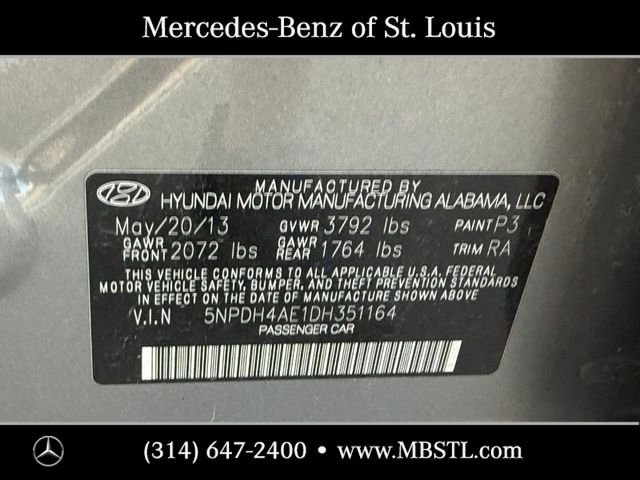 Mercedes-Benz of St. Louis
MANUFACTURED BY
HYUNDAI MOTOR MANUFACTURING ALABAMA, LLC
May/20/13 GVWR 3792 lbs PAINT P3
GAWR FRONT 2072 lbs GAWR REAR 1764 lbs TRIM RA
THIS VEHICLE CONFORMS TO ALL APPLICABLE U.S.A. FEDERAL
MOTOR VEHICLE SAFETY, BUMPER, AND THEFT PREVENTION
IN EFFECT ON THE DATE OF MANUFACTURE SHOWN ABOVE
V.I.N 5NPDH4AE1DH351164
PASSENGER CAR
(314) 647-2400 • www.MBSTL.com